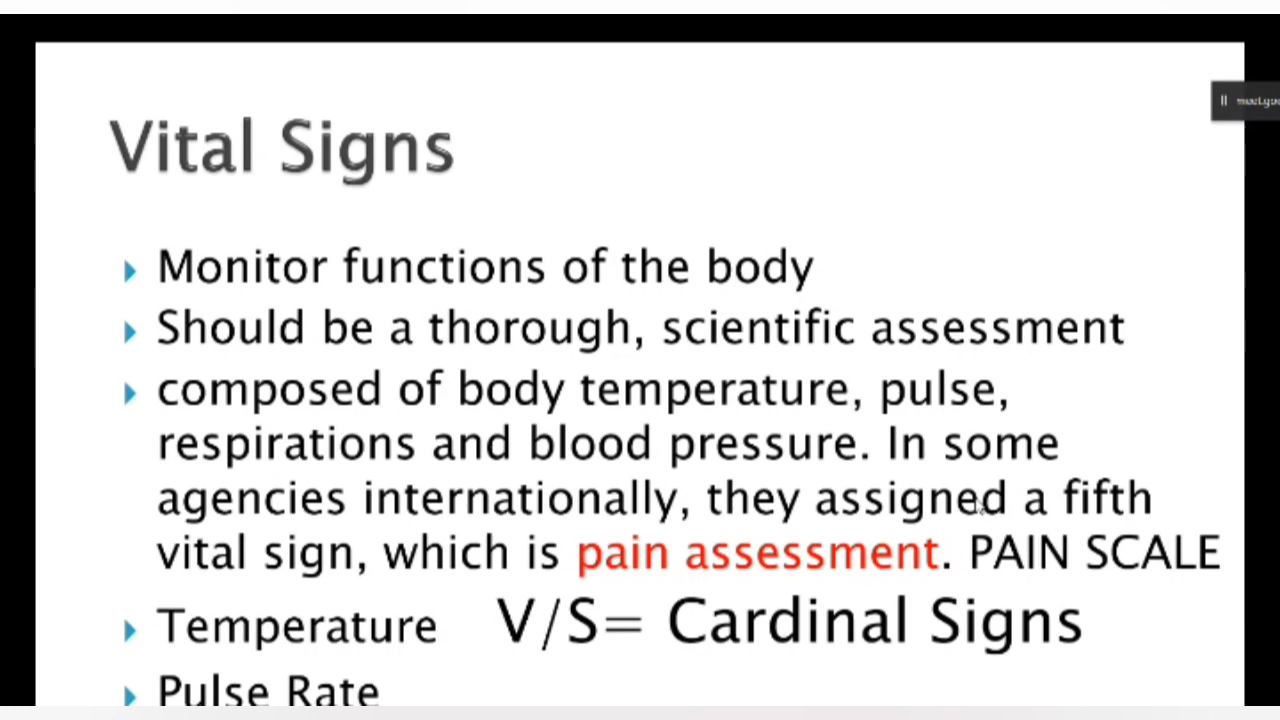 Vital Signs
Monitor functions of the body
Should be a thorough, scientific assessment
composed of body temperature, pulse,
respirations and blood pressure. In some
agencies internationally, they assigned a fifth
vital sign, which is pain assessment. PAIN SCALE
Temperature V/S= Cardinal Signs
Pulse Rate